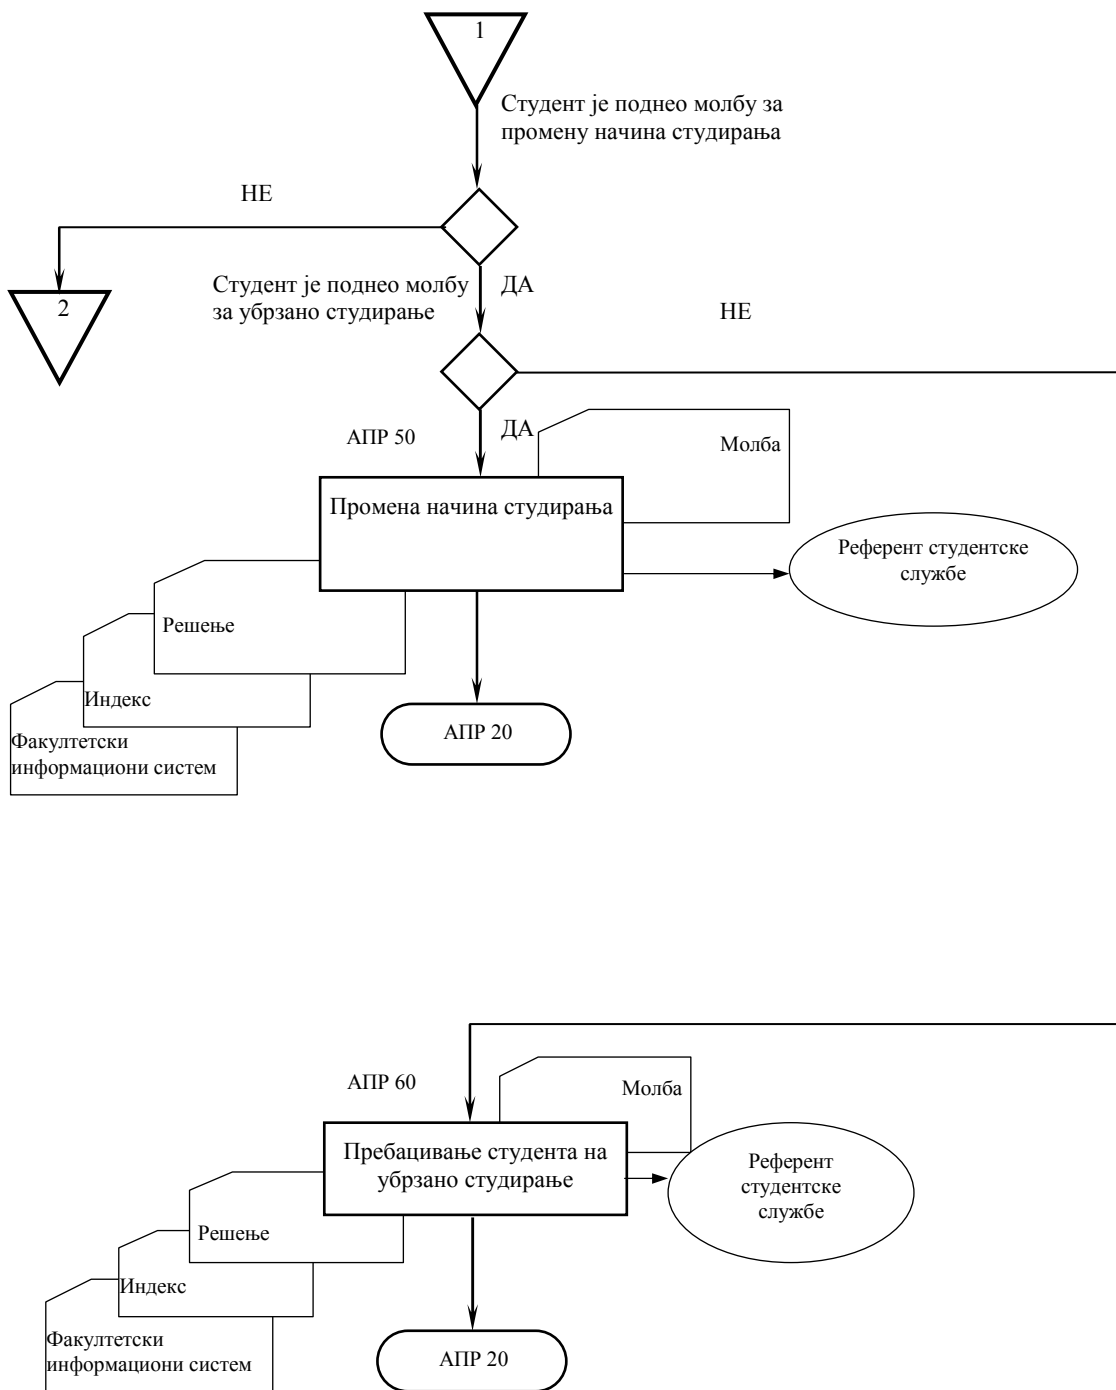 1
Студент је поднео молбу за
промену начина студирања
НЕ
2
Студент је поднео молбу
за убрзано студирање
ДА
НЕ
АПР 50
ДА
Молба
Промена начина студирања
Референт студентске
службе
Решење
Индекс
Факултетски
информациони систем
АПР 20
АПР 60
Молба
Пребацивање студента на
убрзано студирање
Референт
студентске
службе
Решење
Индекс
Факултетски
информациони систем
АПР 20